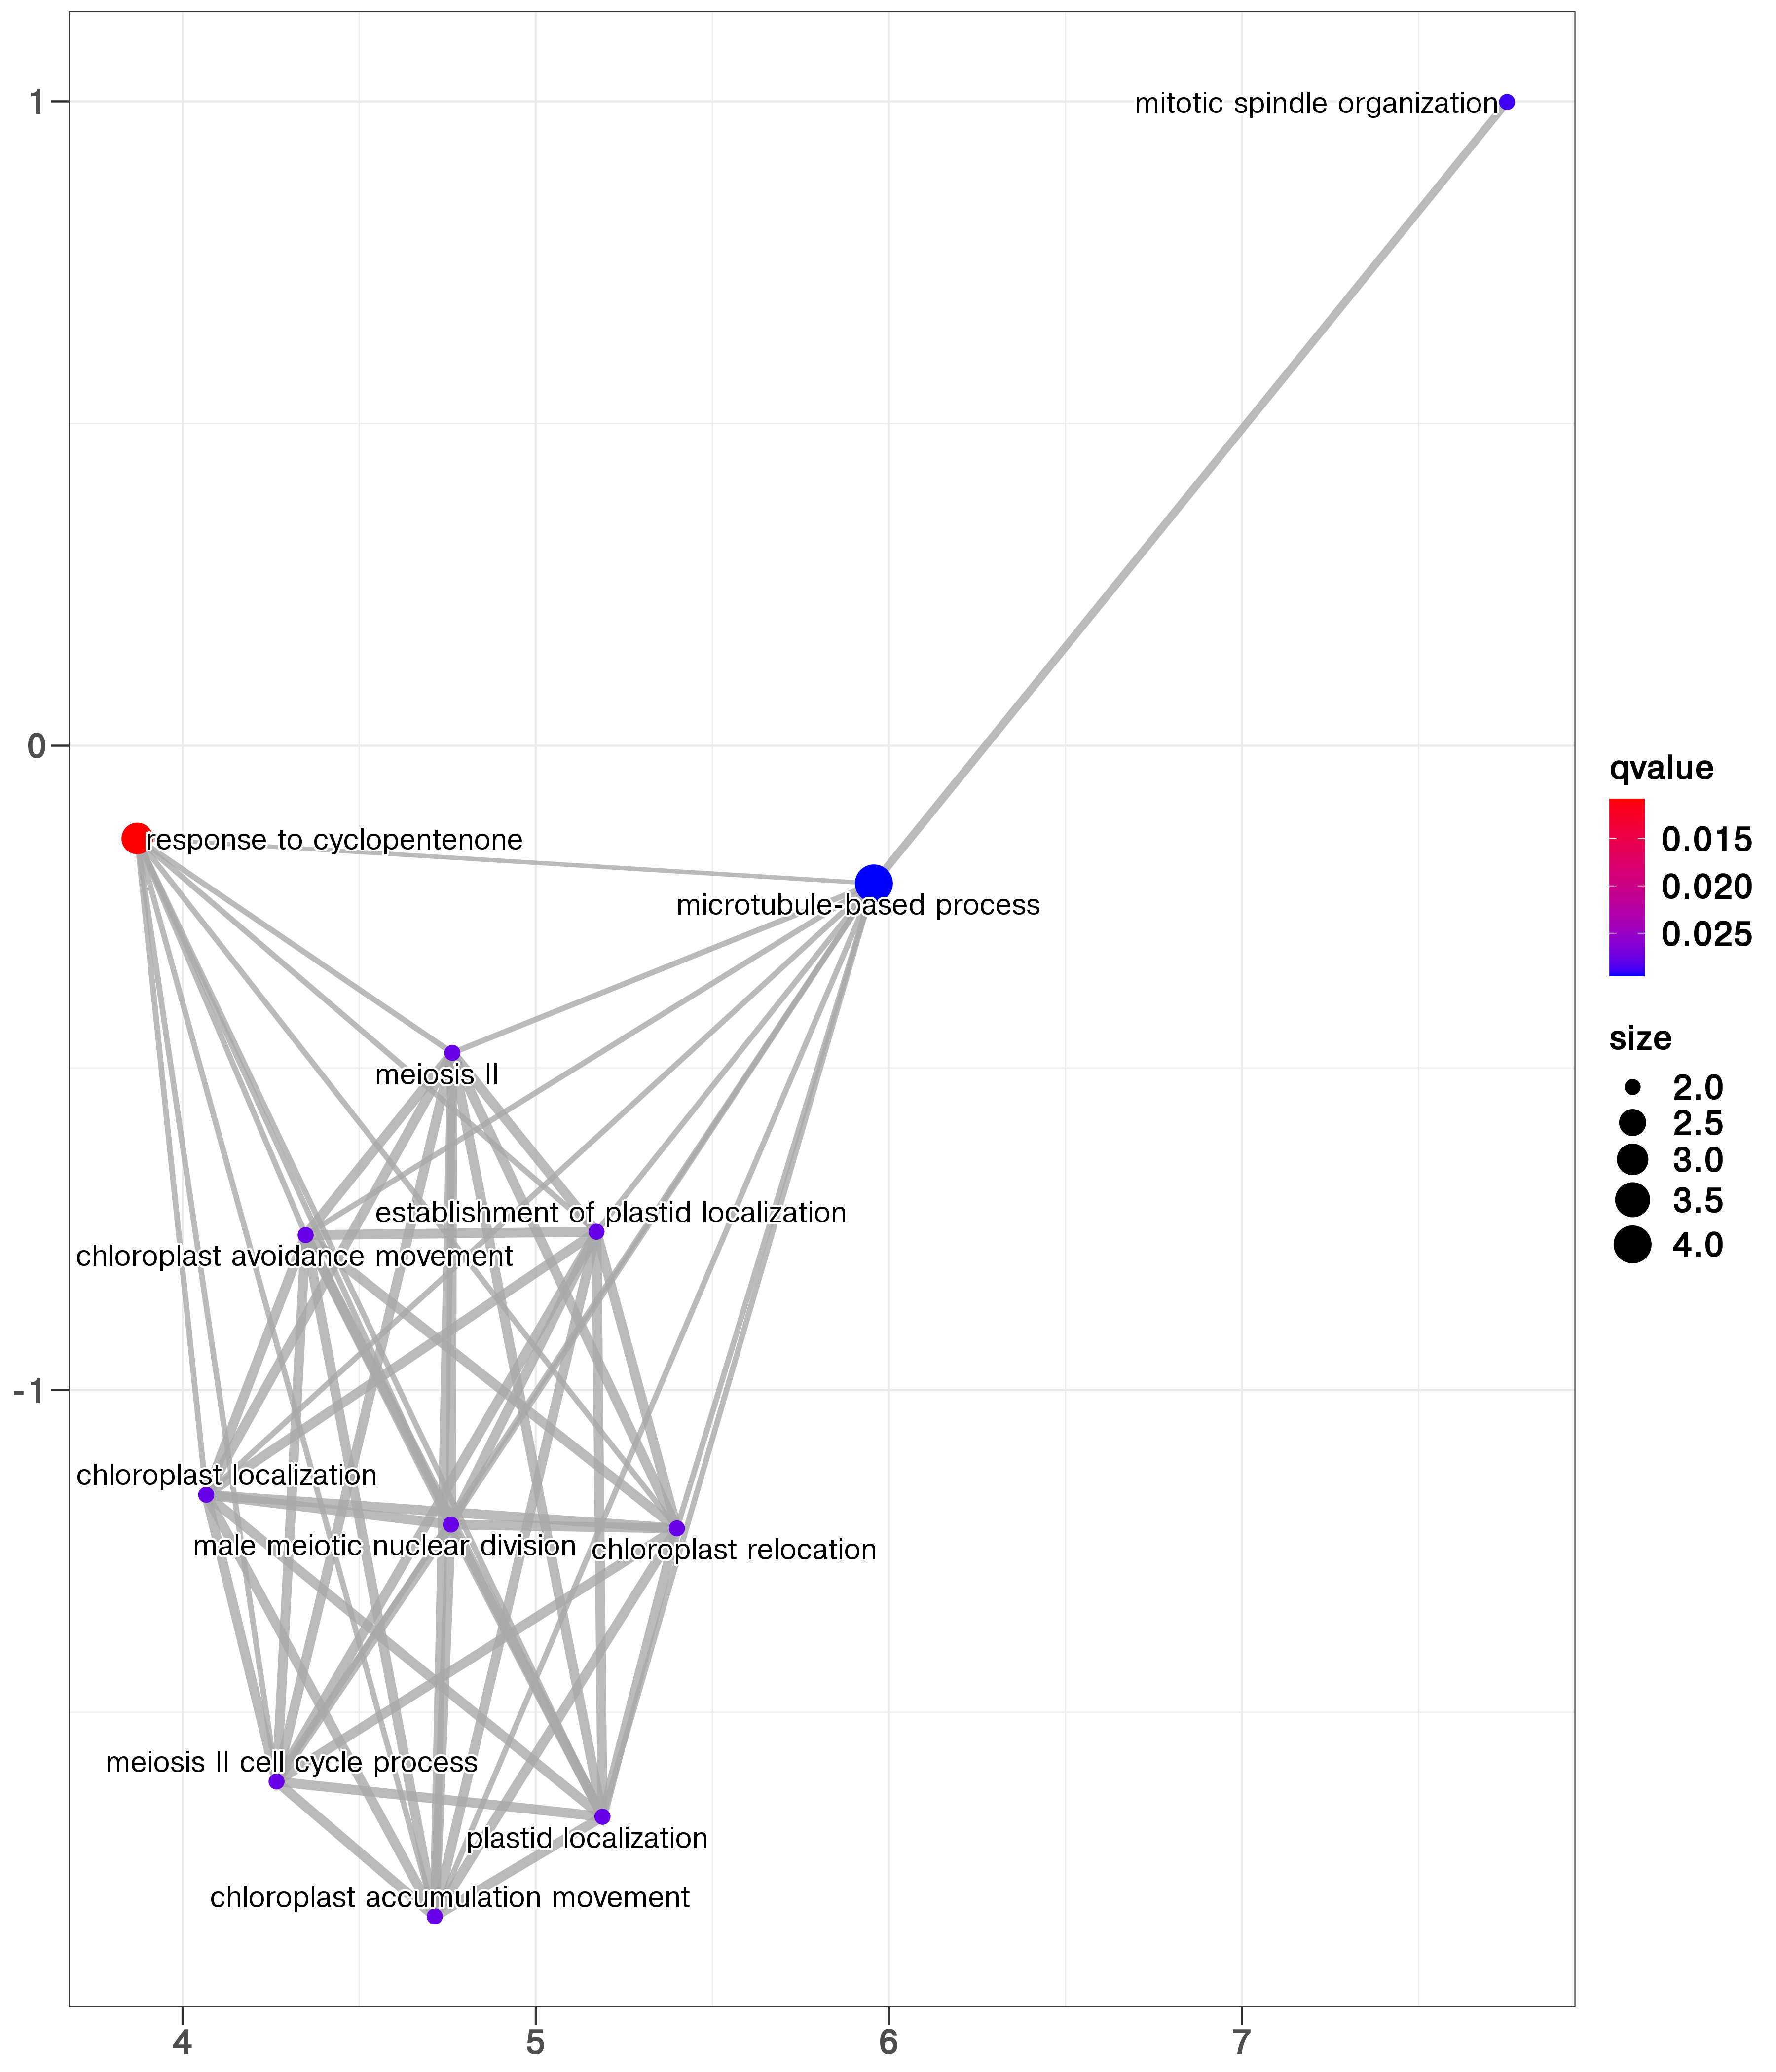 1
mitotic spindle organization
0
qvalue
0.015
response to cyclopentenone
0.020
microtubule-based process
0.025
size
2.0
meiosis II
2.5
3.0
3.5
establishment of plastid localization
4.0
chloroplast avoidance movement
-1
chloroplast localization
male meiotic nuclear division
chloroplast relocation
meiosis II cell cycle process
plastid localization
chloroplast accumulation movement
4 5 6 7